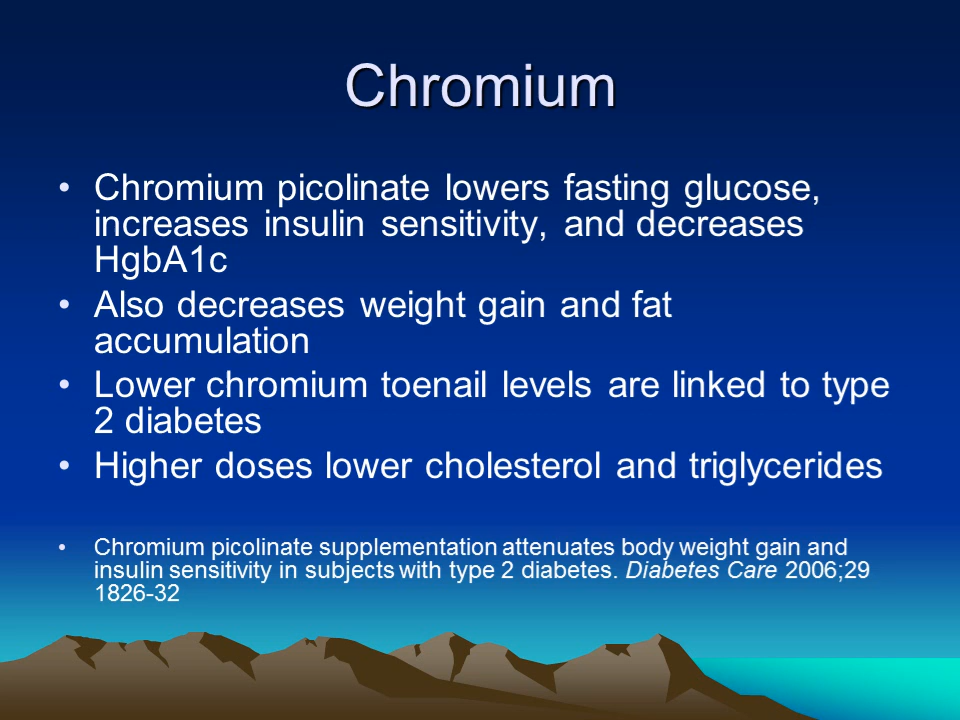 Chromium
• Chromium picolinate lowers fasting glucose,
increases insulin sensitivity, and decreases
HgbA1c
• Also decreases weight gain and fat
accumulation
• Lower chromium toenail levels are linked to type
2 diabetes
• Higher doses lower cholesterol and triglycerides
• Chromium picolinate supplementation attenuates body weight gain and
insulin sensitivity in subjects with type 2 diabetes. Diabetes Care 2006;29
1826-32